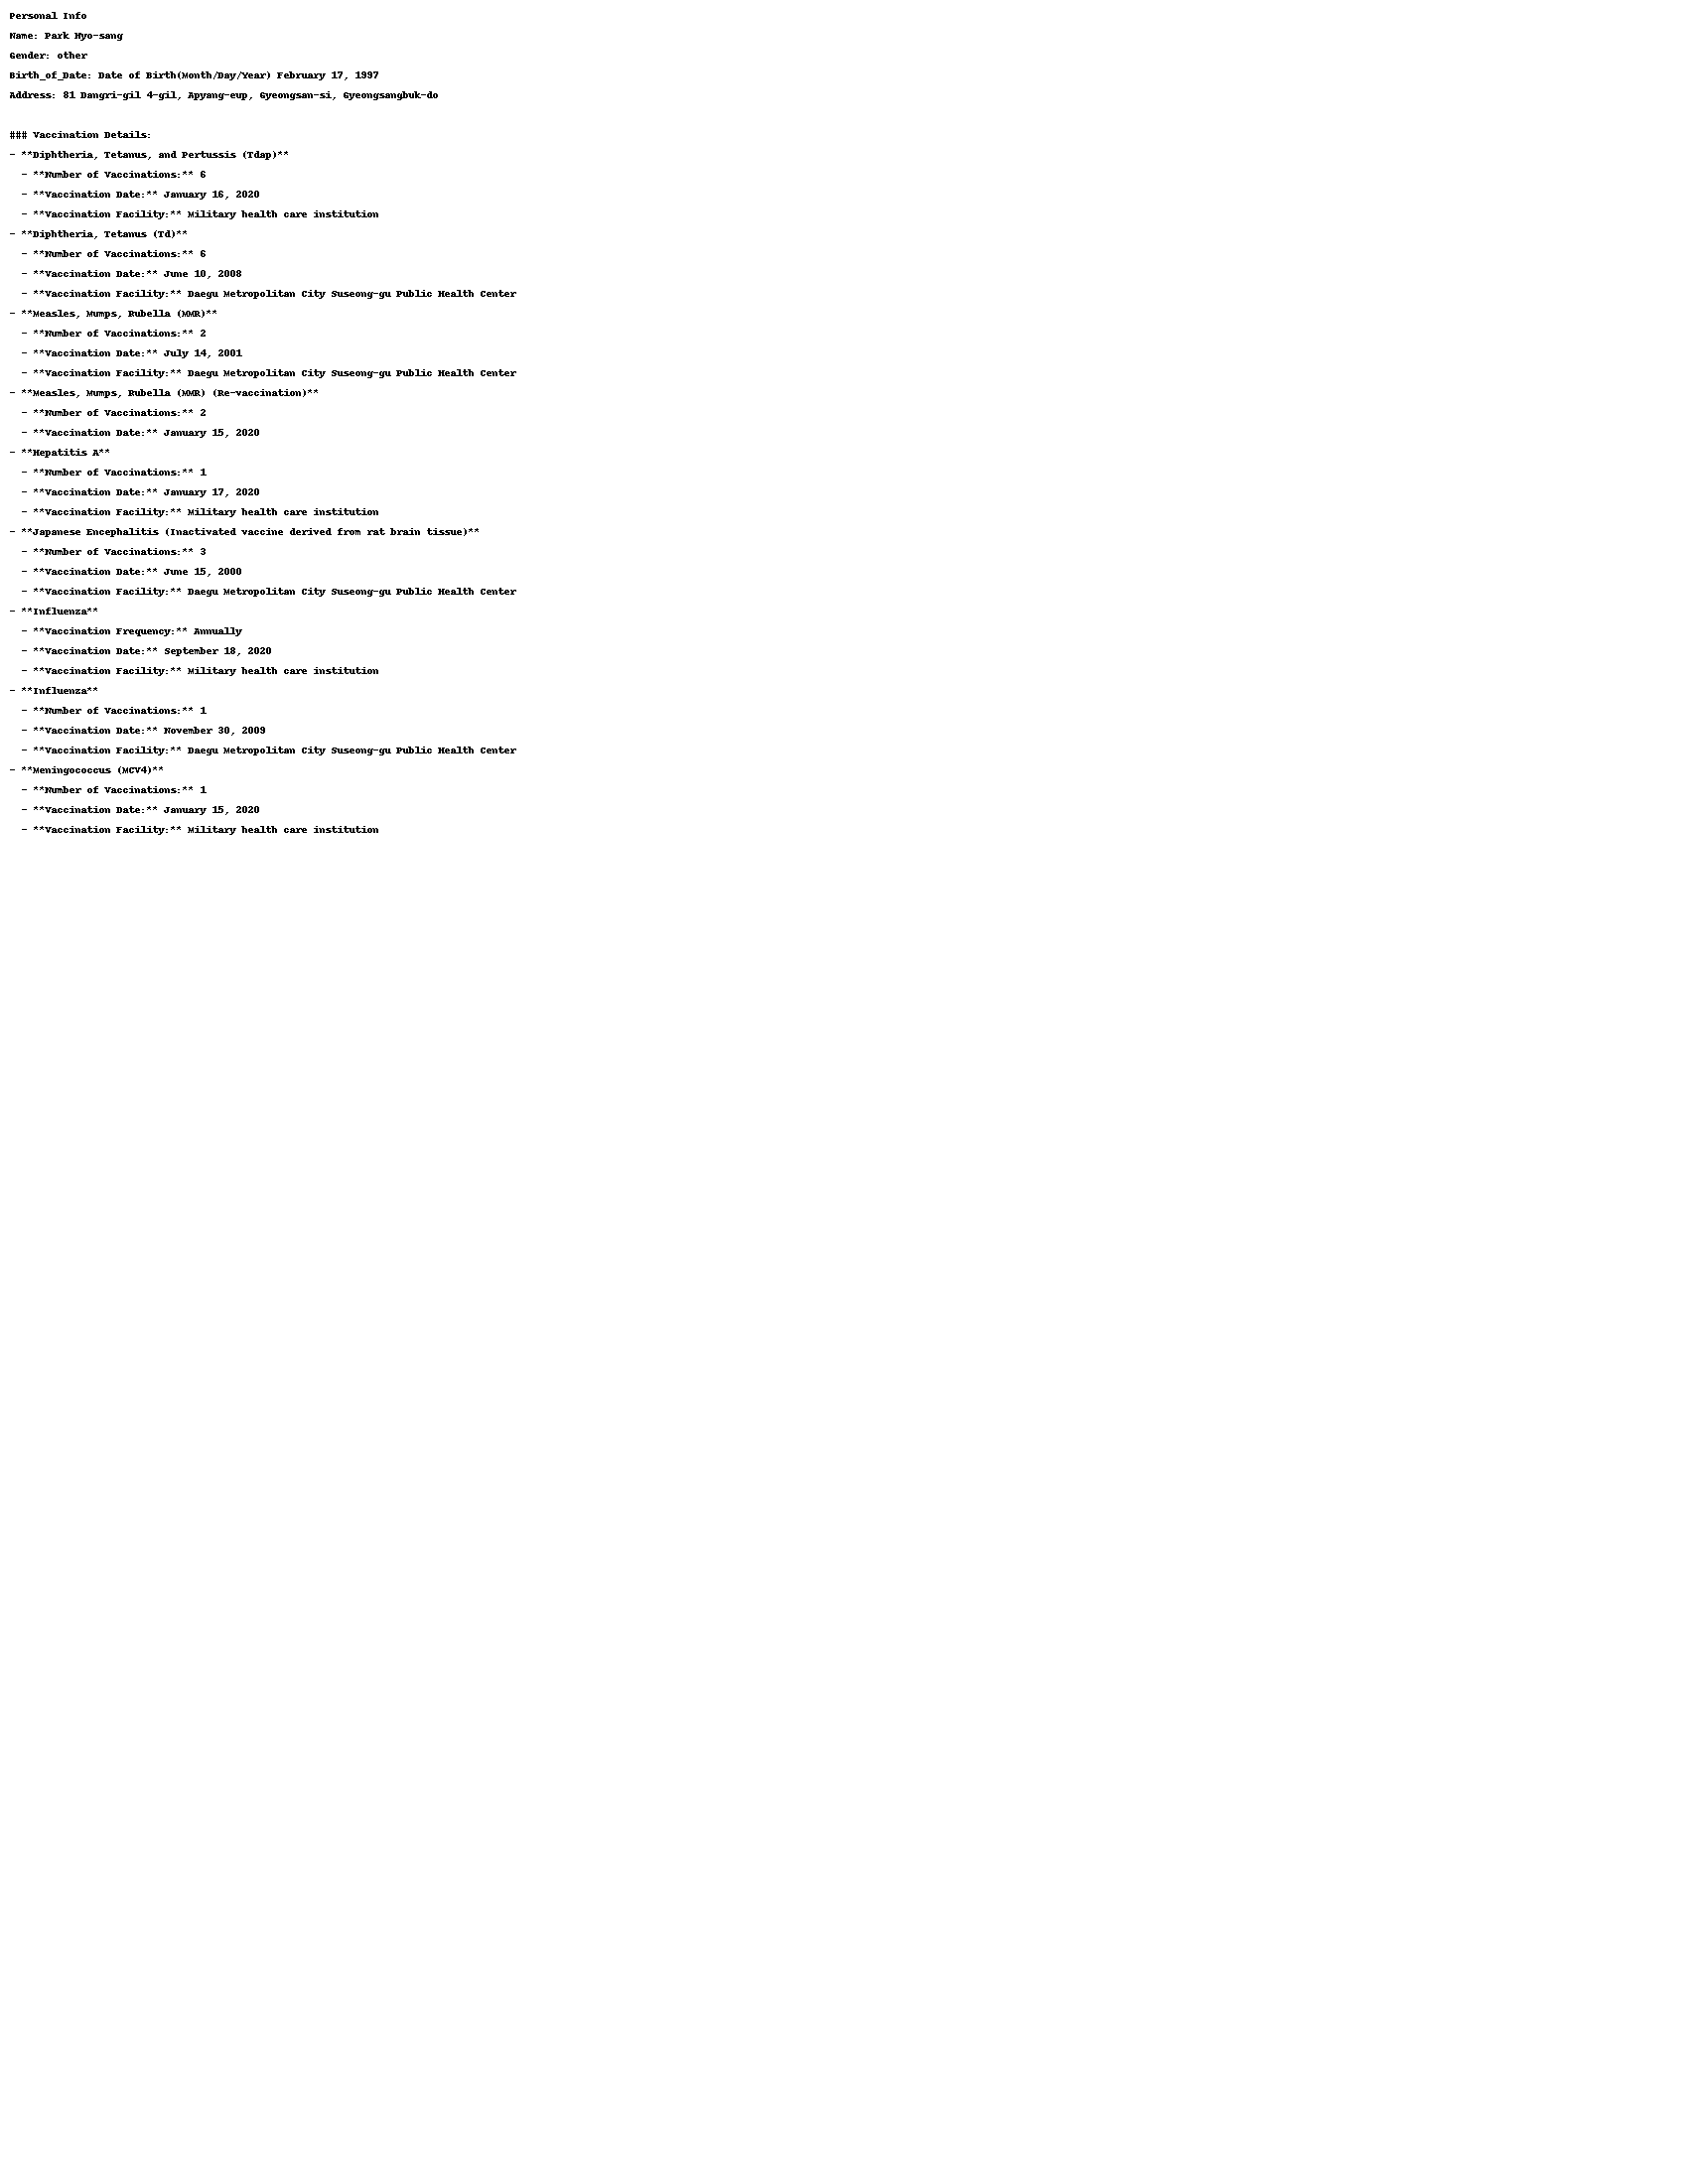 Personal Info
Name: Park Hyo-sang
Gender: other
Birth_of_Date: Date of Birth(Month/Day/Year) February 17, 1997
Address: 81 Dangri-gil 4-gil, Apyang-eup, Gyeongsan-si, Gyeongsangbuk-do
### Vaccination Details:
- **Diphtheria, Tetanus, and Pertussis (Tdap)**
- **Number of Vaccinations:** 6
- **Vaccination Date:** January 16, 2020
- **Vaccination Facility:** Military health care institution
- **Diphtheria, Tetanus (Td)**
- **Number of Vaccinations:** 6
- **Vaccination Date:** June 10, 2008
- **Vaccination Facility:** Daegu Metropolitan City Suseong-gu Public Health Center
- **Measles, Mumps, Rubella (MMR)**
- **Number of Vaccinations:** 2
- **Vaccination Date:** July 14, 2001
- **Vaccination Facility:** Daegu Metropolitan City Suseong-gu Public Health Center
- **Measles, Mumps, Rubella (MMR) (Re-vaccination)**
- **Number of Vaccinations:** 2
- **Vaccination Date:** January 15, 2020
- **Hepatitis A**
- **Number of Vaccinations:** 1
- **Vaccination Date:** January 17, 2020
- **Vaccination Facility:** Military health care institution
- **Japanese Encephalitis (Inactivated vaccine derived from rat brain tissue)**
- **Number of Vaccinations:** 3
- **Vaccination Date:** June 15, 2000
- **Vaccination Facility:** Daegu Metropolitan City Suseong-gu Public Health Center
- **Influenza**
- **Vaccination Frequency:** Annually
- **Vaccination Date:** September 18, 2020
- **Vaccination Facility:** Military health care institution
- **Influenza**
- **Number of Vaccinations:** 1
- **Vaccination Date:** November 30, 2009
- **Vaccination Facility:** Daegu Metropolitan City Suseong-gu Public Health Center
- **Meningococcus (MCV4)**
- **Number of Vaccinations:** 1
- **Vaccination Date:** January 15, 2020
- **Vaccination Facility:** Military health care institution